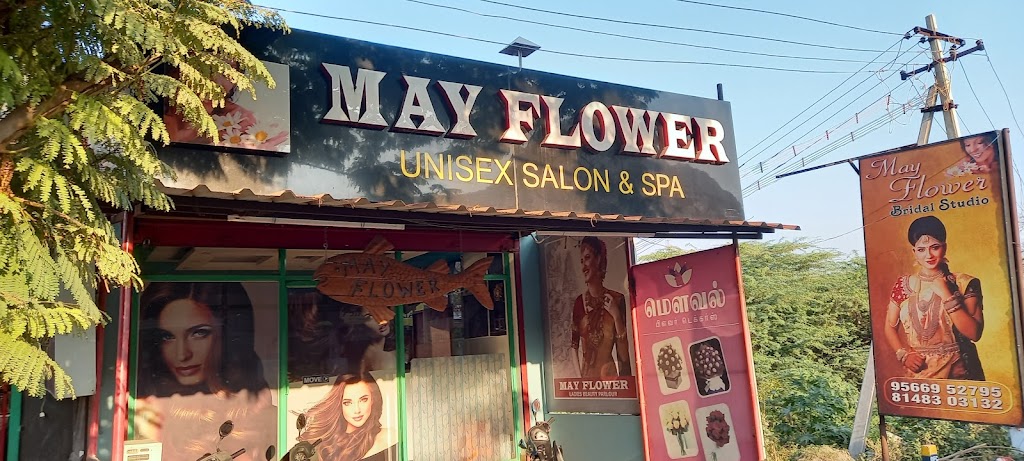 MAY FLOWER
UNISEX SALON & SPA
MAY
FLOWER
MOVE
MAY FLOWER
LADIES BEAUTY PARLOUR
மௌவல்
May
Flower
Bridal Studio
95669 52795
81483 03132